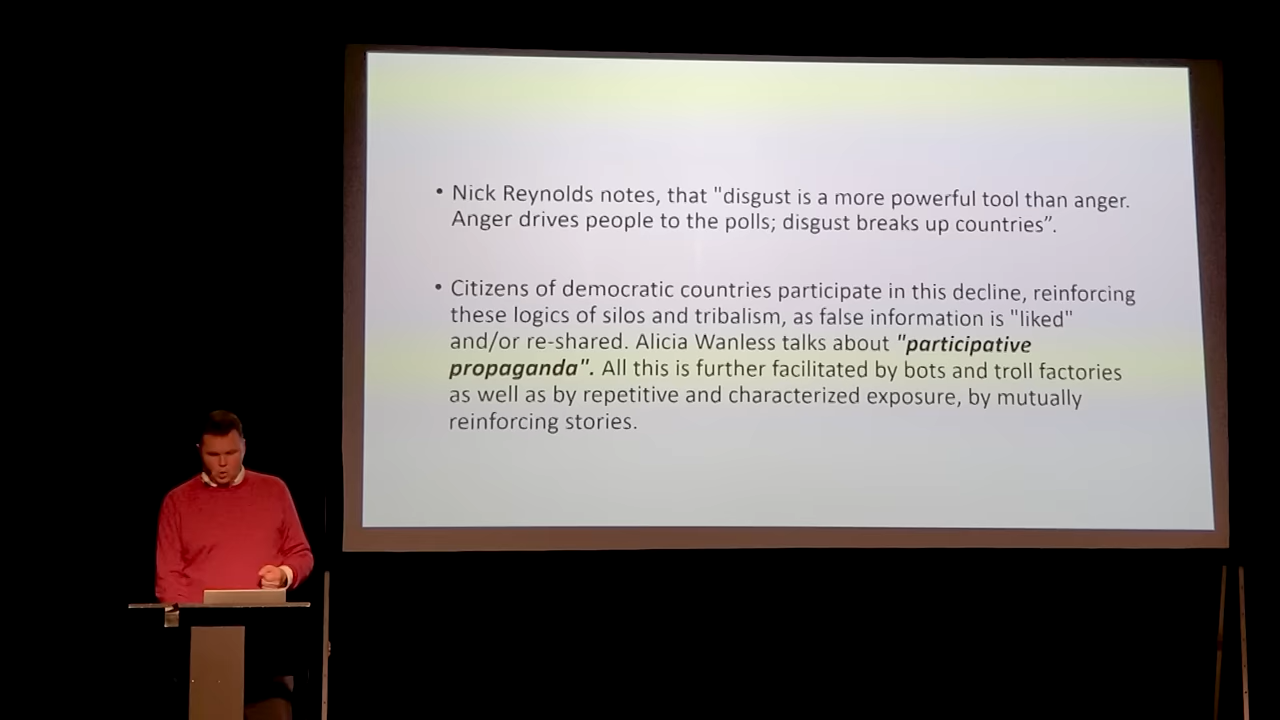 • Nick Reynolds notes, that "disgust is a more powerful tool than anger.
Anger drives people to the polls; disgust breaks up countries”.
• Citizens of democratic countries participate in this decline, reinforcing
these logics of silos and tribalism, as false information is "liked"
and/or re-shared. Alicia Wanless talks about "participative
propaganda". All this is further facilitated by bots and troll factories
as well as by repetitive and characterized exposure, by mutually
reinforcing stories.